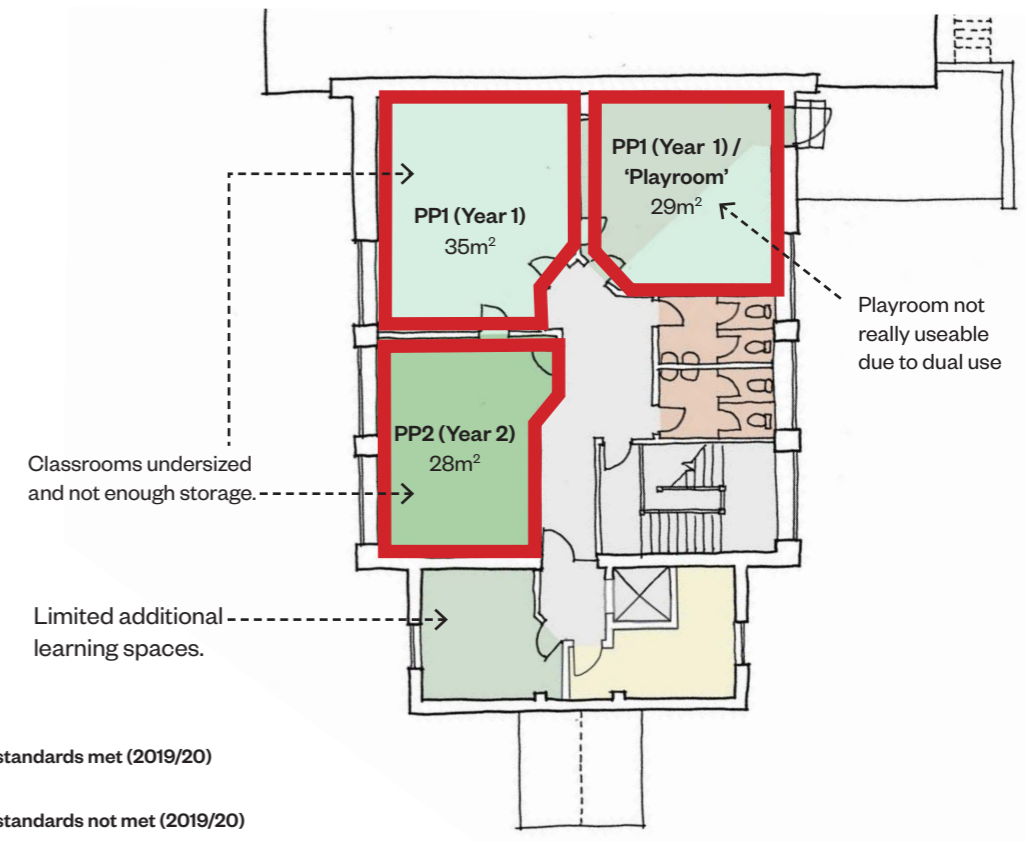 PP1 (Year 1)
35m²
PP1 (Year 1) /
‘Playroom’
29m²
Playroom not
really useable
due to dual use
PP2 (Year 2)
28m²
Classrooms undersized
and not enough storage.
Limited additional
learning spaces.
standards met (2019/20)
standards not met (2019/20)